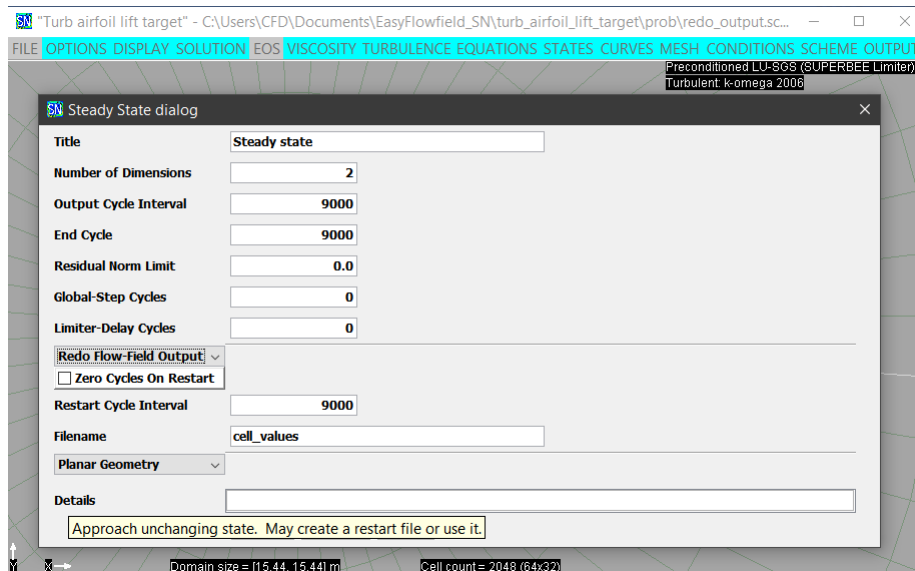 "Turb airfoil lift target" - C:\Users\CFD\Documents\EasyFlowfield_SN\turb_airfoil_lift_target\prob\redo_output.sc...
FILE OPTIONS DISPLAY SOLUTION EOS VISCOSITY TURBULENCE EQUATIONS STATES CURVES MESH CONDITIONS SCHEME OUTPUT
Preconditioned LU-SGS (SUPERBEE Limiter)
Turbulent: k-omega 2006
SN Steady State dialog
Title Steady state
Number of Dimensions 2
Output Cycle Interval 9000
End Cycle 9000
Residual Norm Limit 0.0
Global-Step Cycles 0
Limiter-Delay Cycles 0
Redo Flow-Field Output
Zero Cycles On Restart
Restart Cycle Interval 9000
Filename cell_values
Planar Geometry
Details
Approach unchanging state. May create a restart file or use it.
Y X Domain size = [15.44, 15.44] m Cell count = 2048 (64x32)